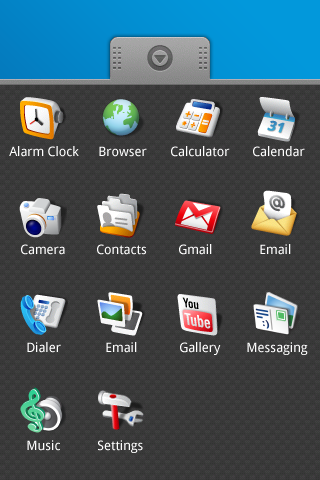 Alarm Clock
Browser
Calculator
31
Calendar
Camera
Contacts
Gmail
@
Email
Dialer
Email
You
Tube
Gallery
Messaging
Music
Settings